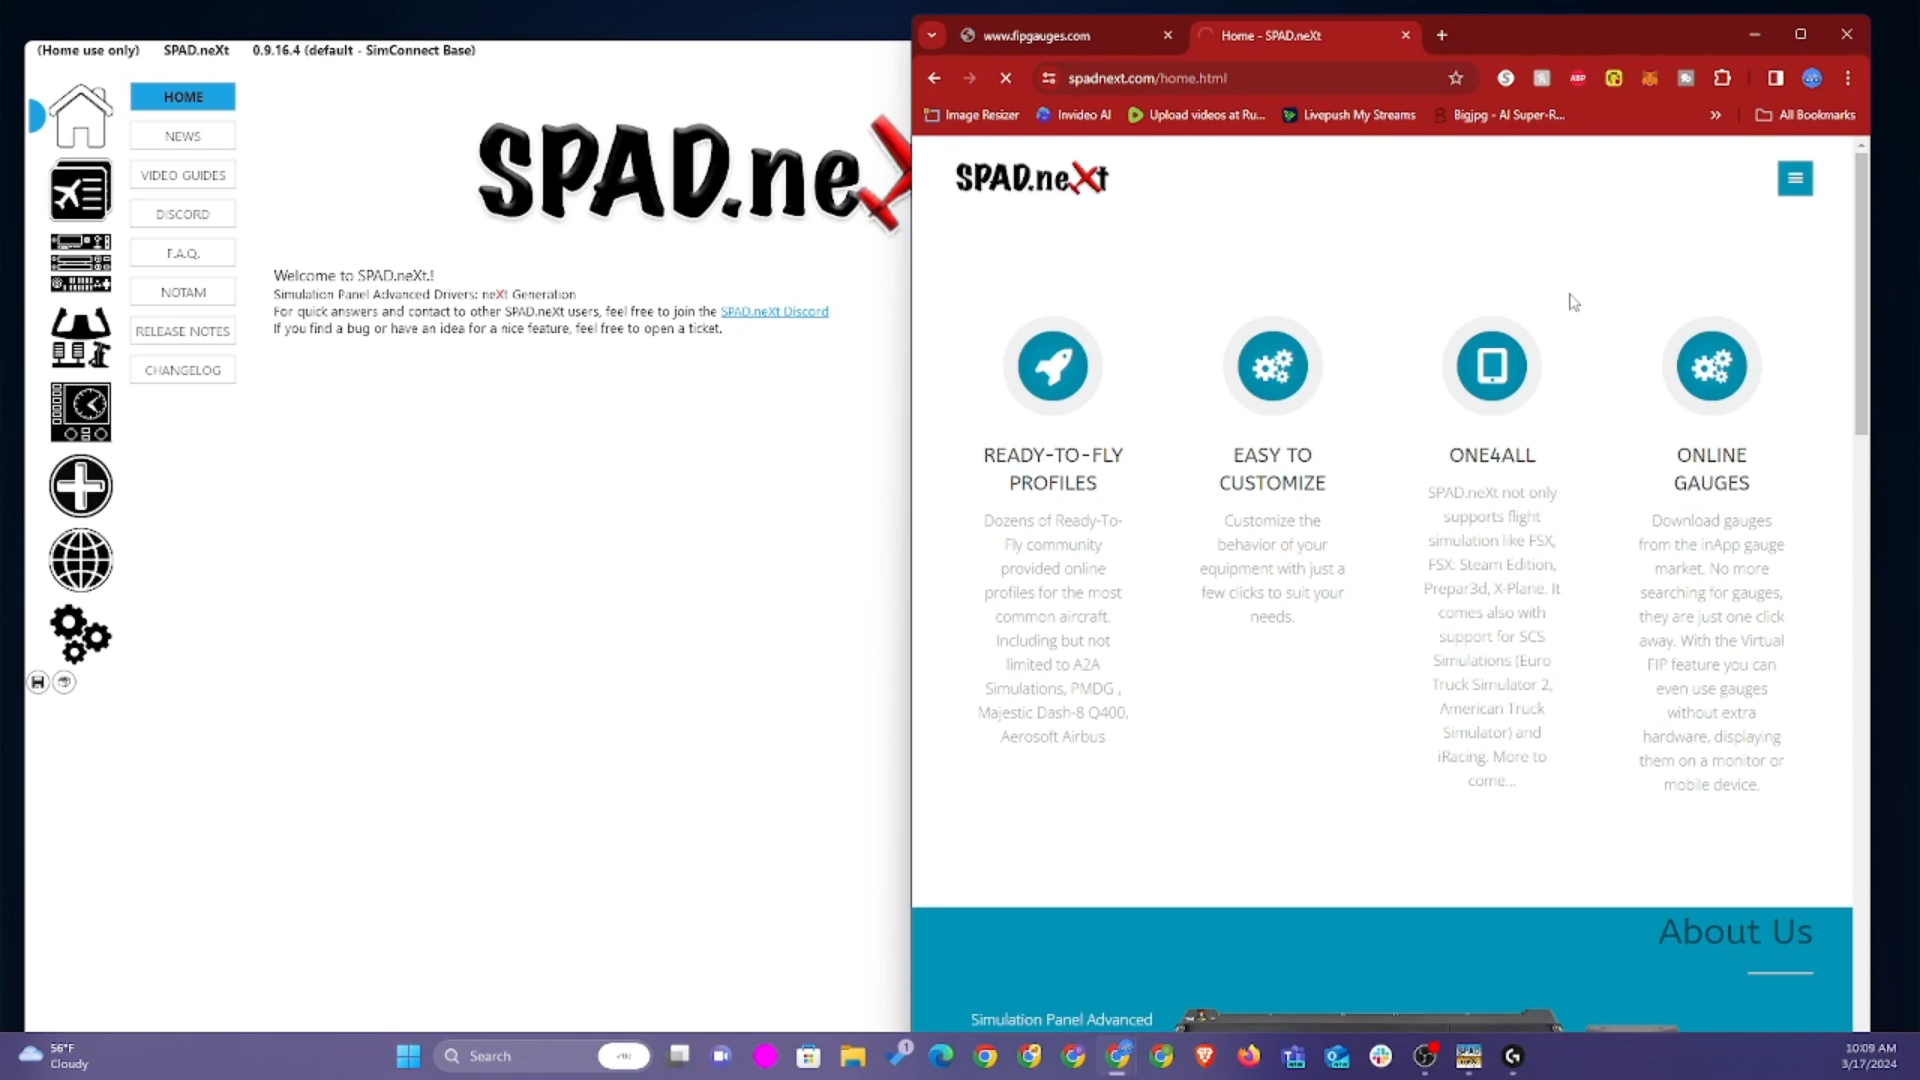 (Home use only) SPAD.neXt 0.9.16.4 (default - SimConnect Base)
HOME
NEWS
VIDEO GUIDES
DISCORD
F.A.Q.
NOTAM
RELEASE NOTES
CHANGELOG
SPAD.neX
Welcome to SPAD.neXt.!
Simulation Panel Advanced Drivers: neXt Generation
For quick answers and contact to other SPAD.neXt users, feel free to join the SPAD.neXt Discord
If you find a bug or have an idea for a nice feature, feel free to open a ticket.
www.fipgauges.com
Home - SPAD.neXt
spadnext.com/home.html
ABP
Image Resizer
Invideo AI
Upload videos at Ru...
Livepush My Streams
Bigjpg - AI Super-R...
All Bookmarks
SPAD.neXt
READY-TO-FLY
PROFILES
Dozens of Ready-To-
Fly community
provided online
profiles for the most
common aircraft.
Including but not
limited to A2A
Simulations, PMDG ,
Majestic Dash-8 Q400,
Aerosoft Airbus
EASY TO
CUSTOMIZE
Customize the
behavior of your
equipment with just a
few clicks to suit your
needs.
ONE4ALL
SPAD.neXt not only
supports flight
simulation like FSX,
FSX: Steam Edition,
Prepar3d, X-Plane. It
comes also with
support for SCS
Simulations (Euro
Truck Simulator 2,
American Truck
Simulator) and
iRacing. More to
come...
ONLINE
GAUGES
Download gauges
from the inApp gauge
market. No more
searching for gauges,
they are just one click
away. With the Virtual
FIP feature you can
even use gauges
without extra
hardware, displaying
them on a monitor or
mobile device.
About Us
Simulation Panel Advanced
56°F
Cloudy
Search
1
10:09 AM
3/17/2024